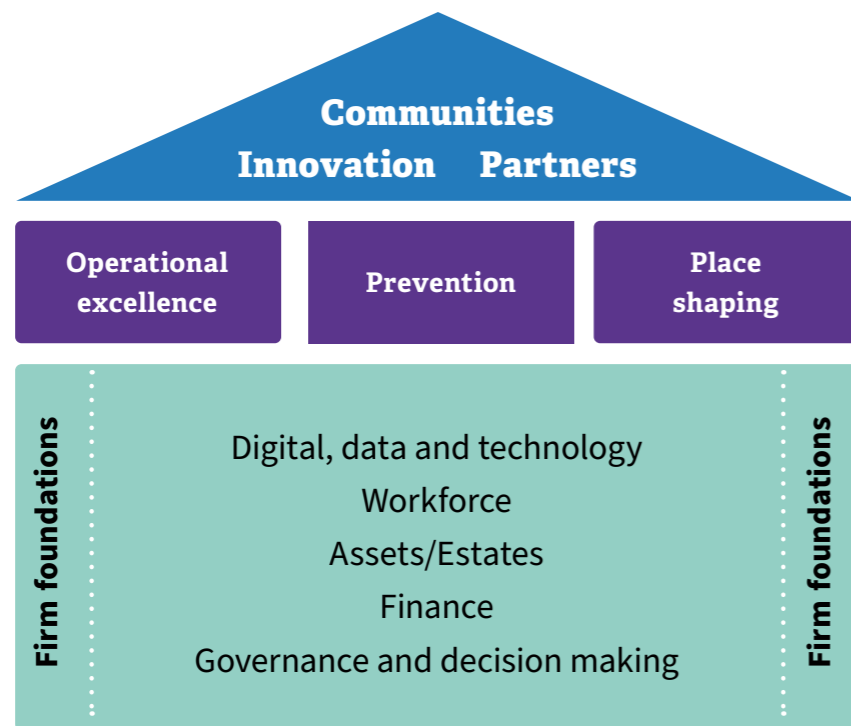 Communities
Innovation Partners
Operational
excellence
Prevention
Place
shaping
Firm foundations
Digital, data and technology
Workforce
Assets/Estates
Finance
Governance and decision making
Firm foundations